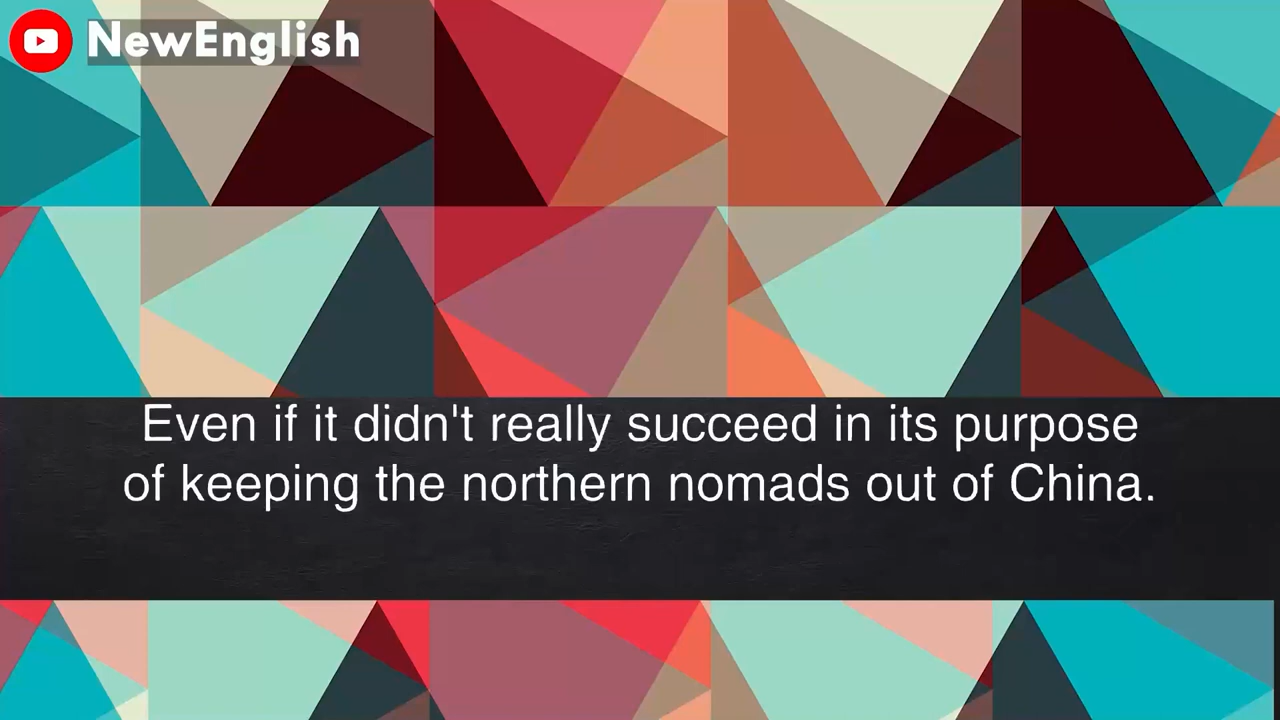 NewEnglish
Even if it didn't really succeed in its purpose
of keeping the northern nomads out of China.